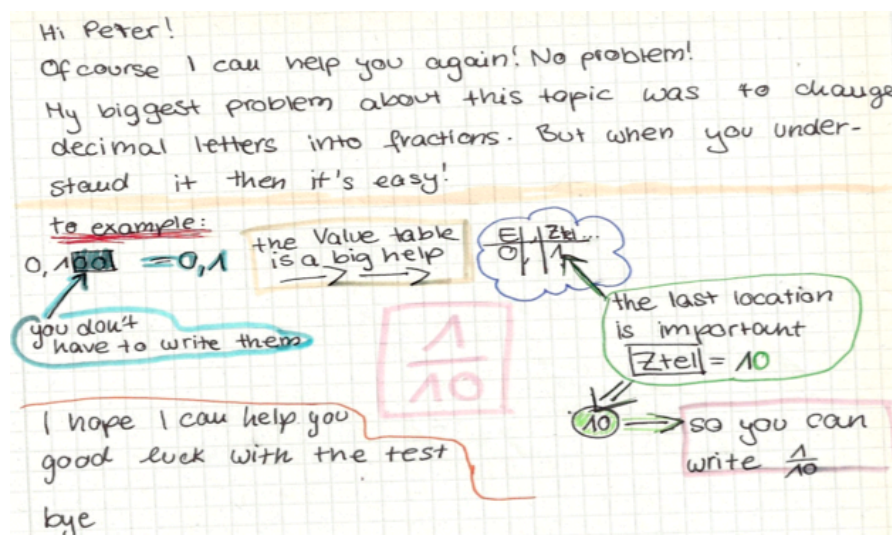 Hi Peter!
Of course I can help you again! No problem!
My biggest problem about this topic was to change
decimal letters into fractions. But when you under-
stand it then it's easy!
to example:
0,100 = 0,1
you don't
have to write them
the Value table
is a big help
E , Ztel...
0, 1
the last location
is important
Ztel = 10
10
so you can
write 1/10
1/10
I hope I can help you
good luck with the test
bye